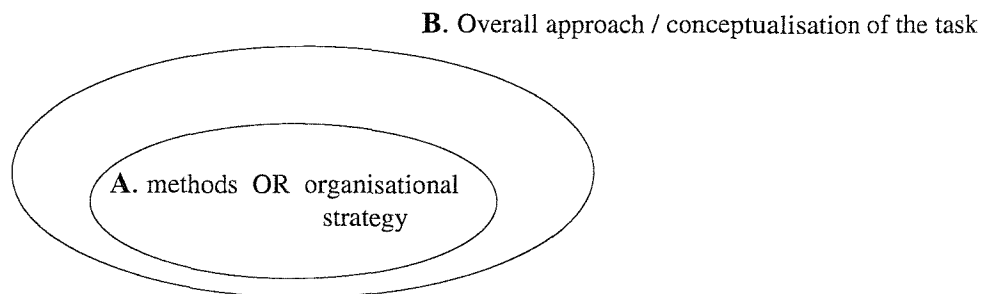 B. Overall approach / conceptualisation of the task
A. methods OR organisational
strategy